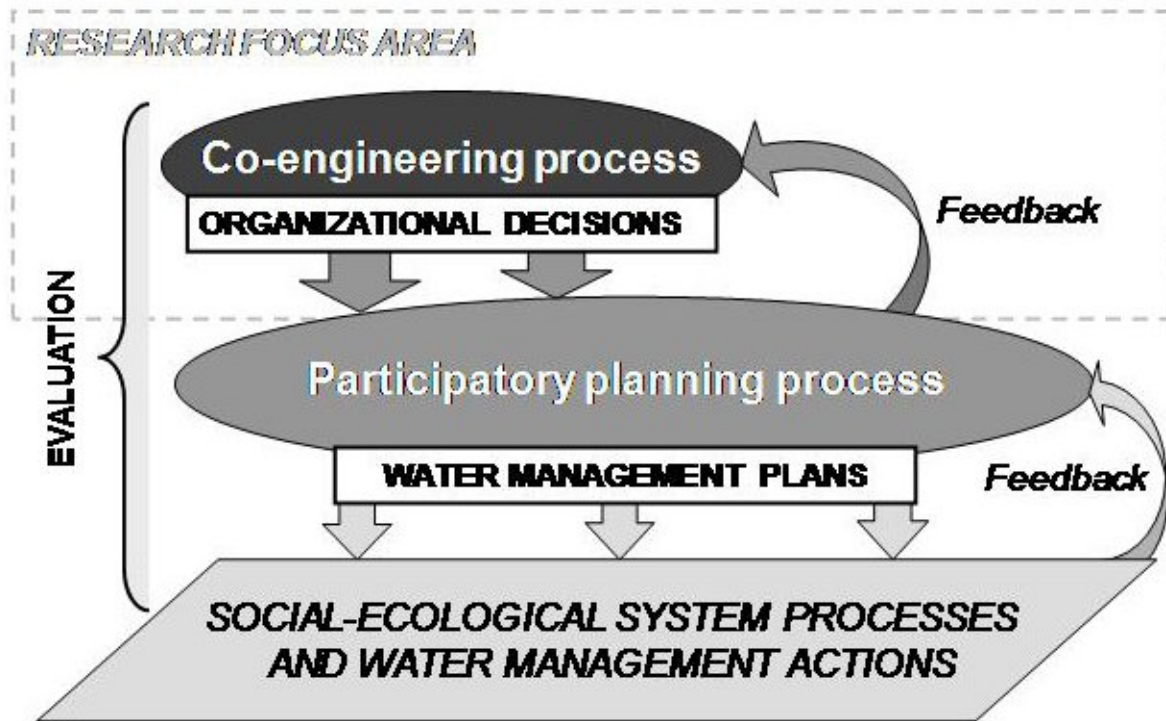 RESEARCH FOCUS AREA
Co-engineering process
ORGANIZATIONAL DECISIONS
Feedback
EVALUATION
Participatory planning process
WATER MANAGEMENT PLANS
Feedback
SOCIAL-ECOLOGICAL SYSTEM PROCESSES
AND WATER MANAGEMENT ACTIONS